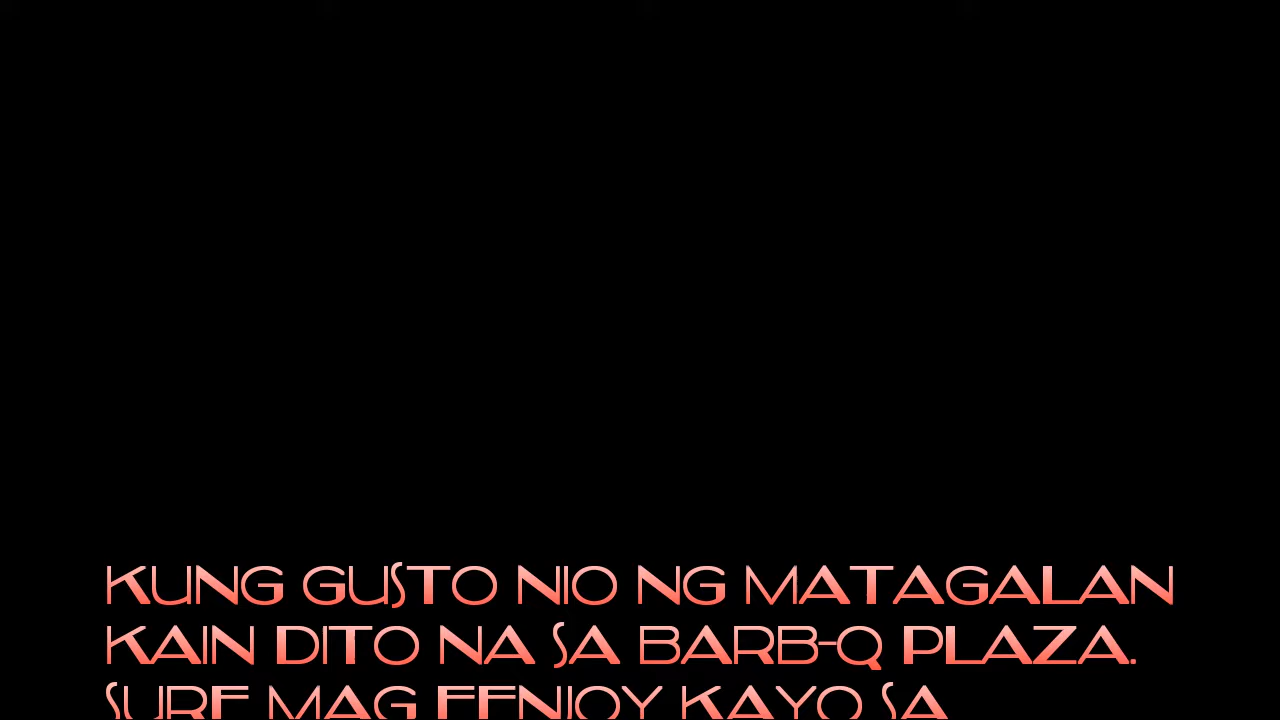 KUNG GUSTO NIO NG MATAGALAN
KAIN DITO NA SA BARB-Q PLAZA.
SURE MAG EENJOY KAYO SA